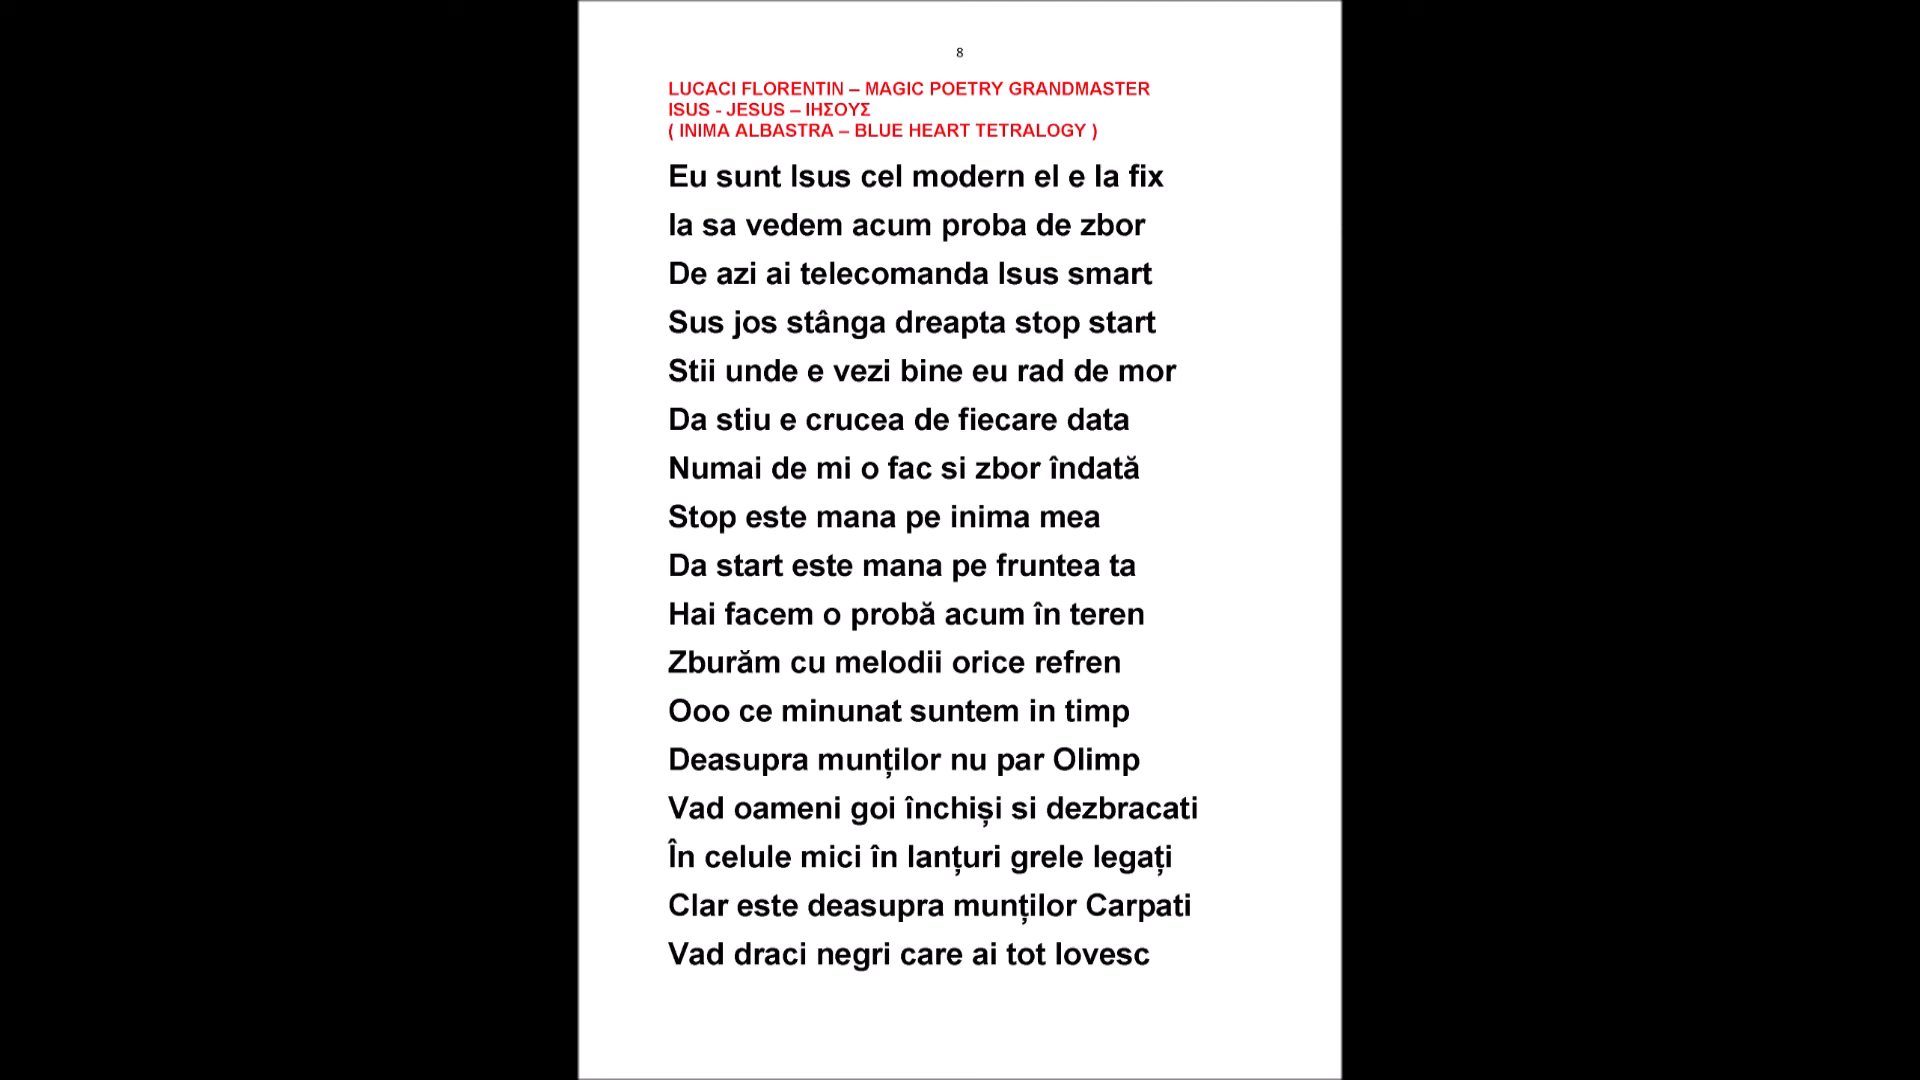 8
LUCACI FLORENTIN – MAGIC POETRY GRANDMASTER
ISUS - JESUS – ΙΗΣΟΥΣ
( INIMA ALBASTRA – BLUE HEART TETRALOGY )
Eu sunt Isus cel modern el e la fix
Ia sa vedem acum proba de zbor
De azi ai telecomanda Isus smart
Sus jos stânga dreapta stop start
Stii unde e vezi bine eu rad de mor
Da stiu e crucea de fiecare data
Numai de mi o fac si zbor îndată
Stop este mana pe inima mea
Da start este mana pe fruntea ta
Hai facem o probă acum în teren
Zburăm cu melodii orice refren
Ooo ce minunat suntem in timp
Deasupra munților nu par Olimp
Vad oameni goi închiși si dezbracati
În celule mici în lanțuri grele legați
Clar este deasupra munților Carpati
Vad draci negri care ai tot lovesc